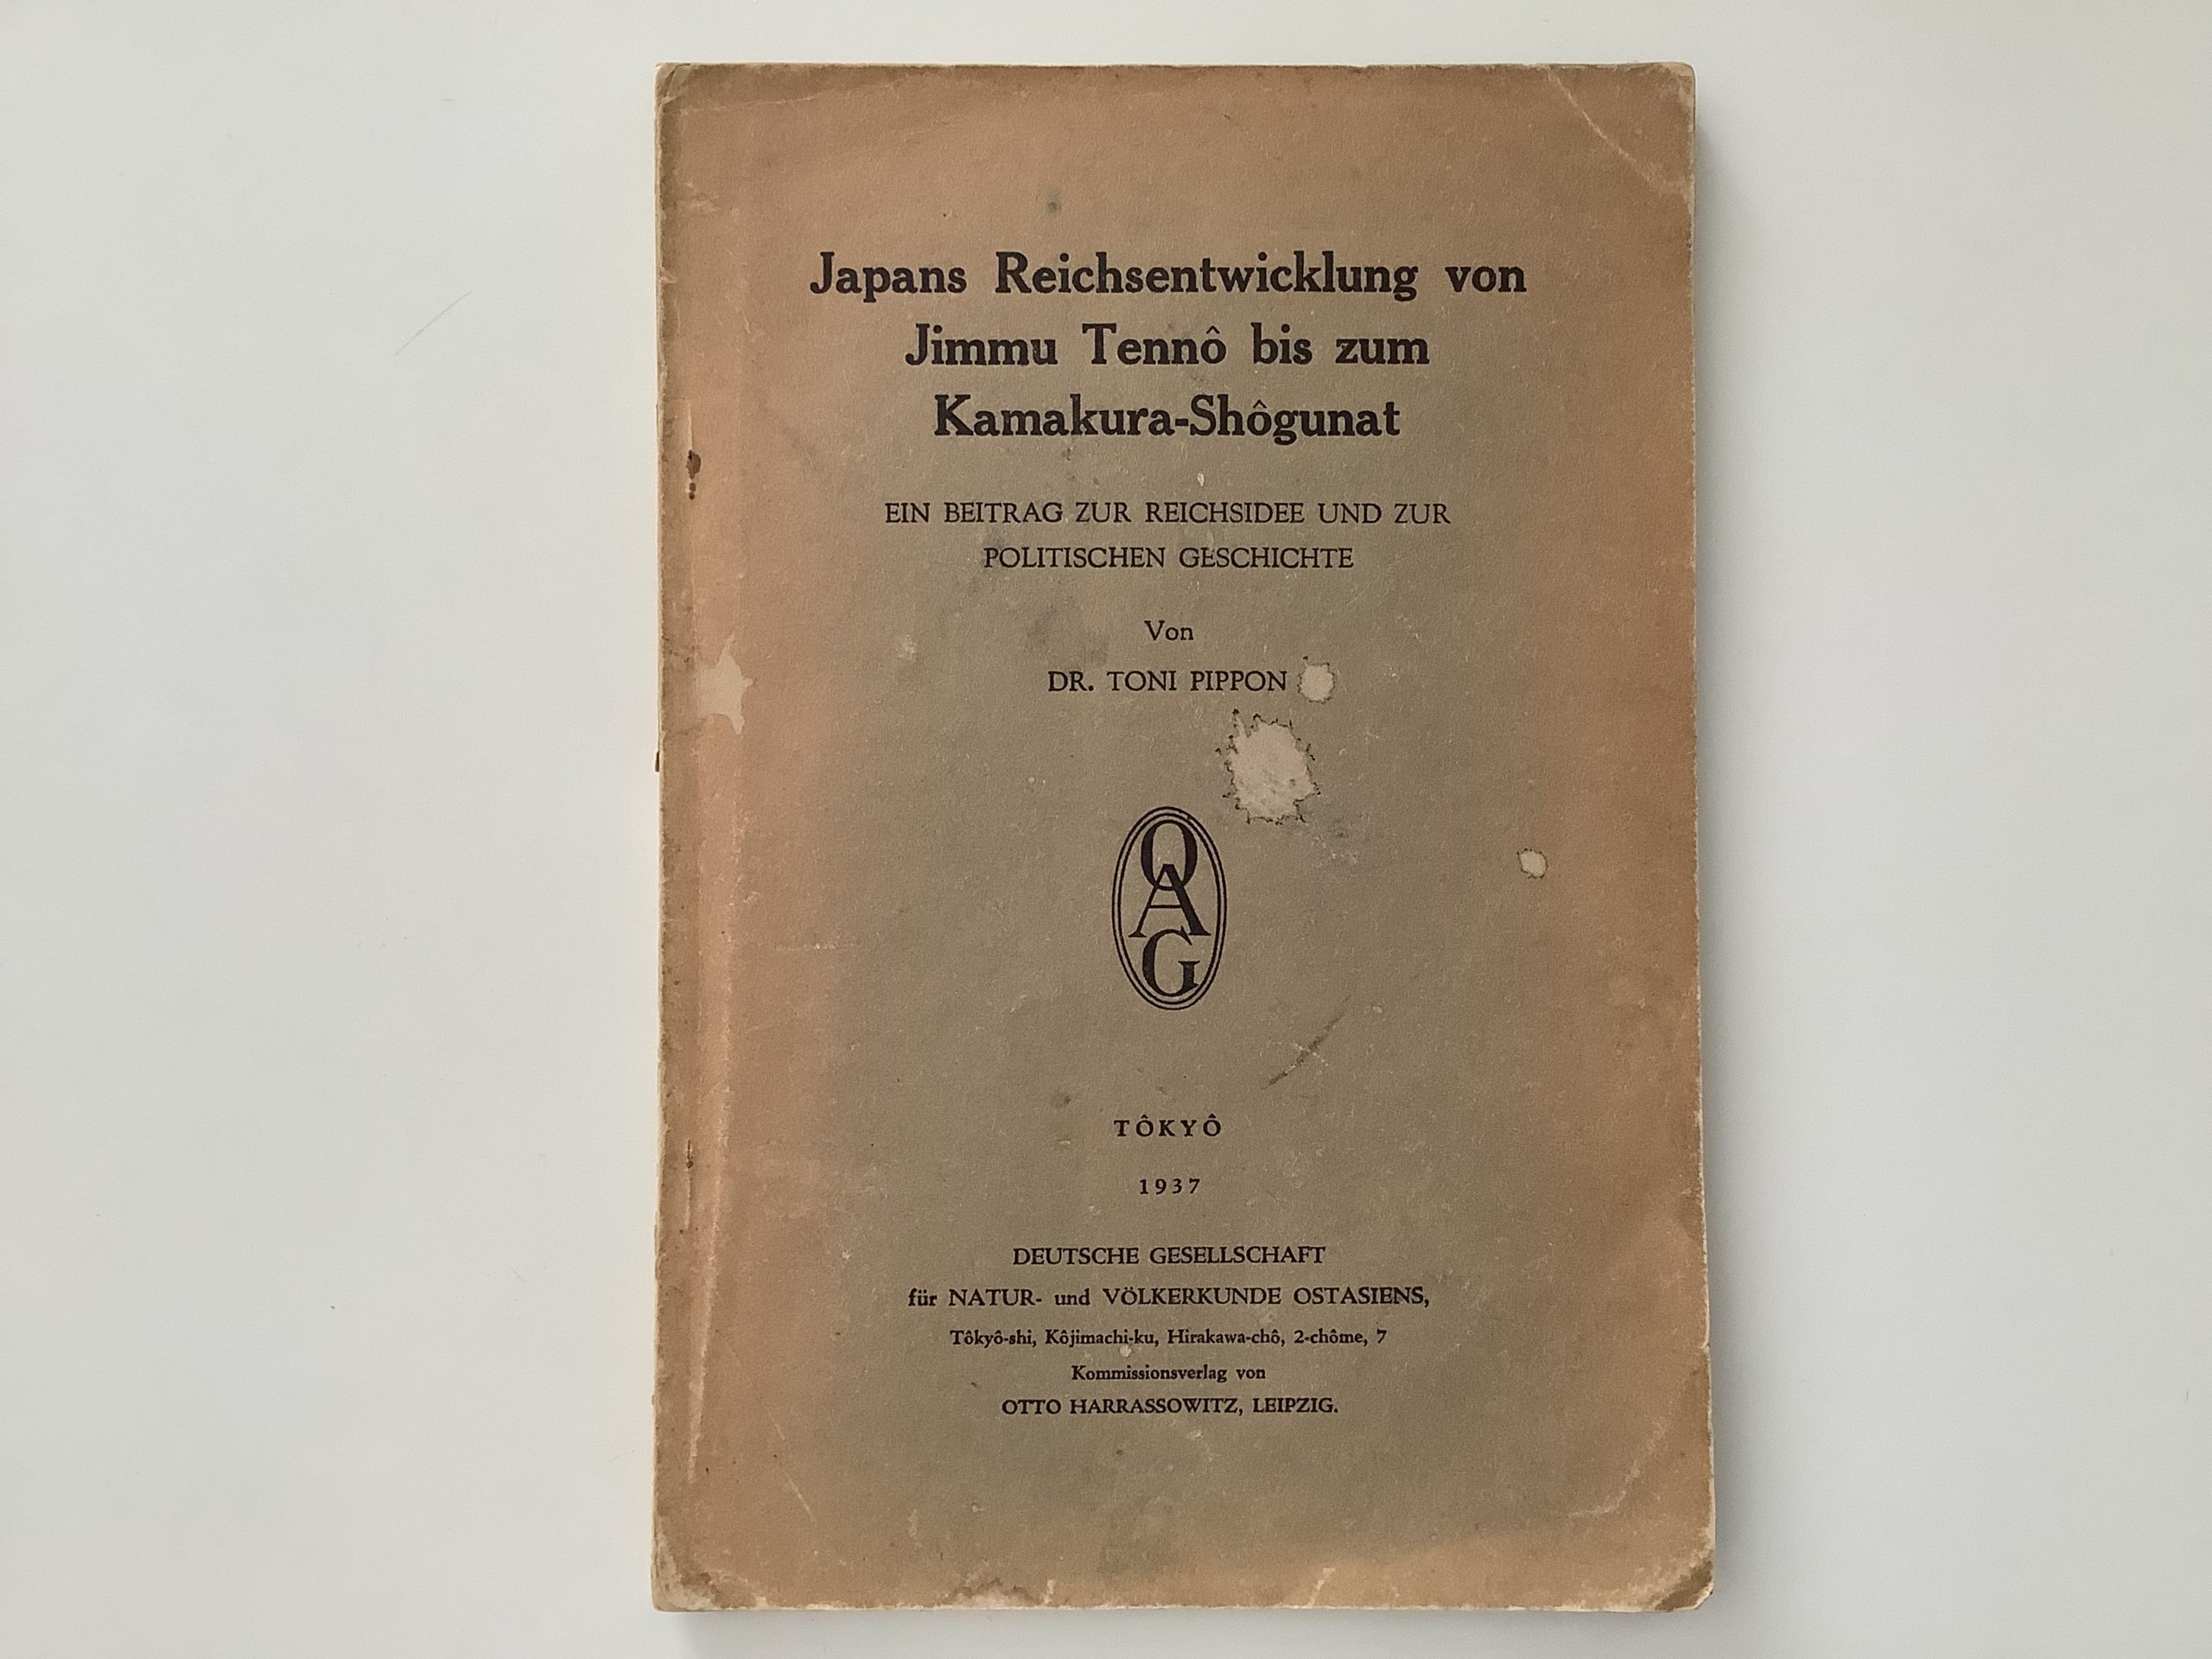 Japans Reichsentwicklung von
Jimmu Tennô bis zum
Kamakura-Shôgunat
EIN BEITRAG ZUR REICHSIDEE UND ZUR
POLITISCHEN GESCHICHTE
Von
DR. TONI PIPPON
OAG
TÔKYÔ
1937
DEUTSCHE GESELLSCHAFT
für NATUR- und VÖLKERKUNDE OSTASIENS,
Tôkyô-shi, Kôjimachi-ku, Hirakawa-chô, 2-chôme, 7
Kommissionsverlag von
OTTO HARRASSOWITZ, LEIPZIG.